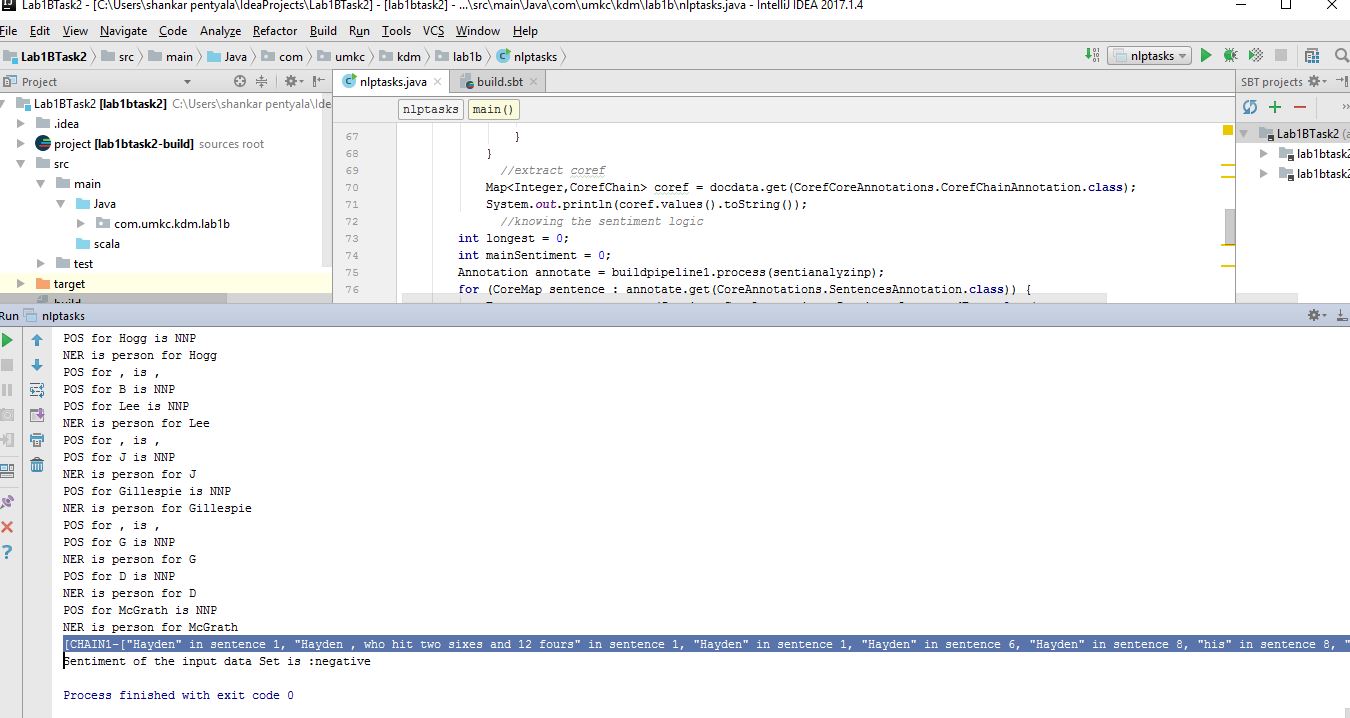 Lab1BTask2 - [C:\Users\shankar pentyala\IdeaProjects\Lab1BTask2] - [lab1btask2] - ...\src\main\Java\com\umkc\kdm\lab1b\nlptasks.java - IntelliJ IDEA 2017.1.4
File Edit View Navigate Code Analyze Refactor Build Run Tools VCS Window Help
Lab1BTask2 src main Java com umkc kdm lab1b nlptasks nlptasks
Project nlptasks.java build.sbt SBT projects
Lab1BTask2 [lab1btask2] C:\Users\shankar pentyala\Ide
.idea
project [lab1btask2-build] sources root
src
main
Java
com.umkc.kdm.lab1b
scala
test
target
build
nlptasks main()
67 }
68 }
69 //extract coref
70 Map<Integer,CorefChain> coref = docdata.get(CorefCoreAnnotations.CorefChainAnnotation.class);
71 System.out.println(coref.values().toString());
72 //knowing the sentiment logic
73 int longest = 0;
74 int mainSentiment = 0;
75 Annotation annotate = buildpipeline1.process(sentianalyzinp);
76 for (CoreMap sentence : annotate.get(CoreAnnotations.SentencesAnnotation.class)) {
Lab1BTask2 (a
lab1btask2
lab1btask2
Run nlptasks
POS for Hogg is NNP
NER is person for Hogg
POS for , is ,
POS for B is NNP
POS for Lee is NNP
NER is person for Lee
POS for , is ,
POS for J is NNP
NER is person for J
POS for Gillespie is NNP
NER is person for Gillespie
POS for , is ,
POS for G is NNP
NER is person for G
POS for D is NNP
NER is person for D
POS for McGrath is NNP
NER is person for McGrath
[CHAIN1-["Hayden" in sentence 1, "Hayden , who hit two sixes and 12 fours" in sentence 1, "Hayden" in sentence 1, "Hayden" in sentence 6, "Hayden" in sentence 8, "his" in sentence 8, "
Sentiment of the input data Set is :negative
Process finished with exit code 0